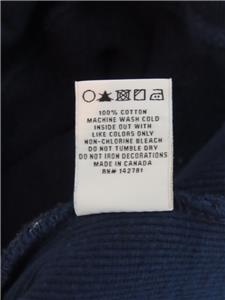 100% COTTON
MACHINE WASH COLD
INSIDE OUT WITH
LIKE COLORS ONLY
NON-CHLORINE BLEACH
DO NOT TUMBLE DRY
DO NOT IRON DECORATIONS
MADE IN CANADA
RN# 142781